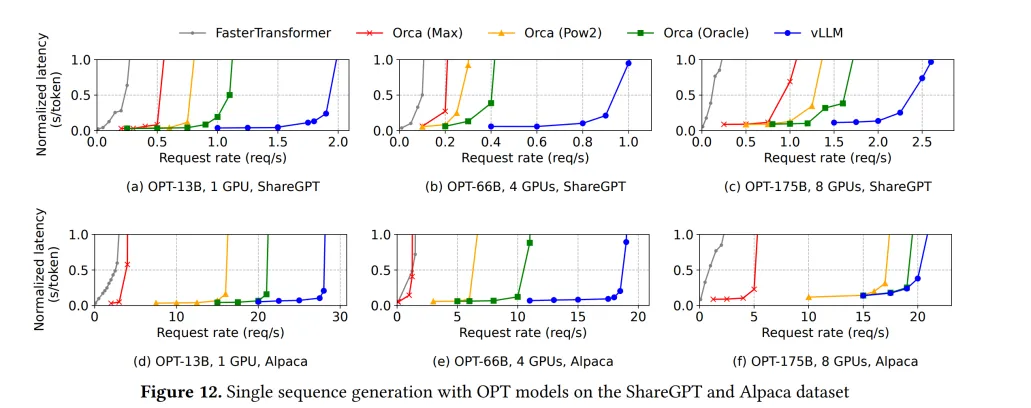 FasterTransformer Orca (Max) Orca (Pow2) Orca (Oracle) vLLM
Normalized latency
(s/token)
1.0
0.5
0.0
0.0 0.5 1.0 1.5 2.0
Request rate (req/s)
(a) OPT-13B, 1 GPU, ShareGPT
1.0
0.5
0.0
0.0 0.2 0.4 0.6 0.8 1.0
Request rate (req/s)
(b) OPT-66B, 4 GPUs, ShareGPT
1.0
0.5
0.0
0.0 0.5 1.0 1.5 2.0 2.5
Request rate (req/s)
(c) OPT-175B, 8 GPUs, ShareGPT
Normalized latency
(s/token)
1.0
0.5
0.0
0 10 20 30
Request rate (req/s)
(d) OPT-13B, 1 GPU, Alpaca
1.0
0.5
0.0
0 5 10 15 20
Request rate (req/s)
(e) OPT-66B, 4 GPUs, Alpaca
1.0
0.5
0.0
0 5 10 15 20
Request rate (req/s)
(f) OPT-175B, 8 GPUs, Alpaca
Figure 12. Single sequence generation with OPT models on the ShareGPT and Alpaca dataset